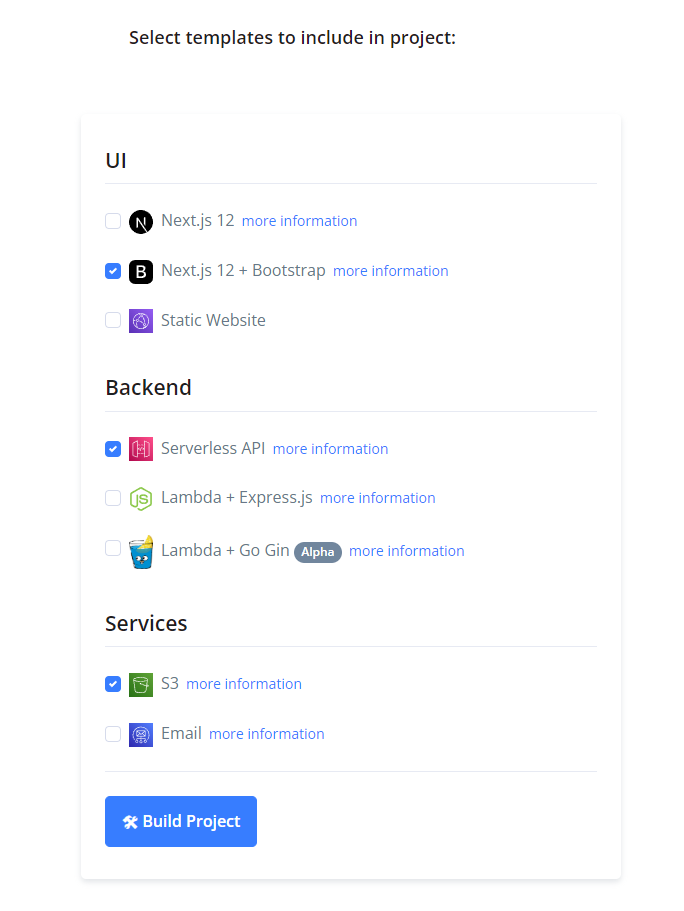 Select templates to include in project:
UI
N Next.js 12 more information
B Next.js 12 + Bootstrap more information
Static Website
Backend
Serverless API more information
JS Lambda + Express.js more information
Lambda + Go Gin Alpha more information
Services
S3 more information
Email more information
🛠 Build Project